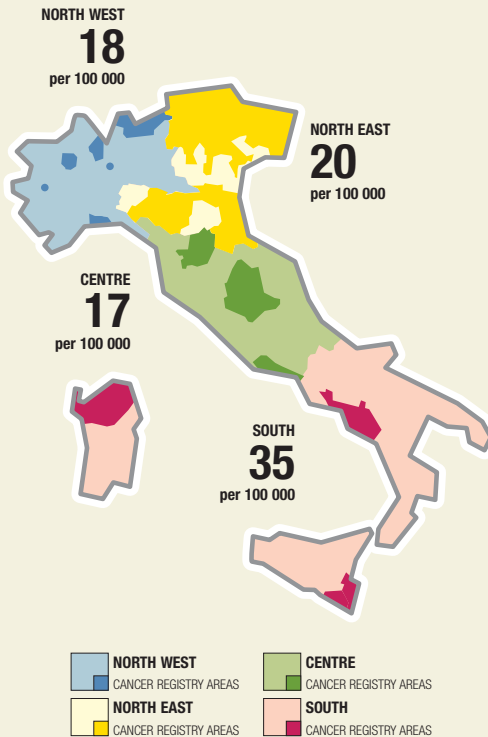 NORTH WEST
18
per 100 000
NORTH EAST
20
per 100 000
CENTRE
17
per 100 000
SOUTH
35
per 100 000
NORTH WEST
CANCER REGISTRY AREAS
CENTRE
CANCER REGISTRY AREAS
NORTH EAST
CANCER REGISTRY AREAS
SOUTH
CANCER REGISTRY AREAS